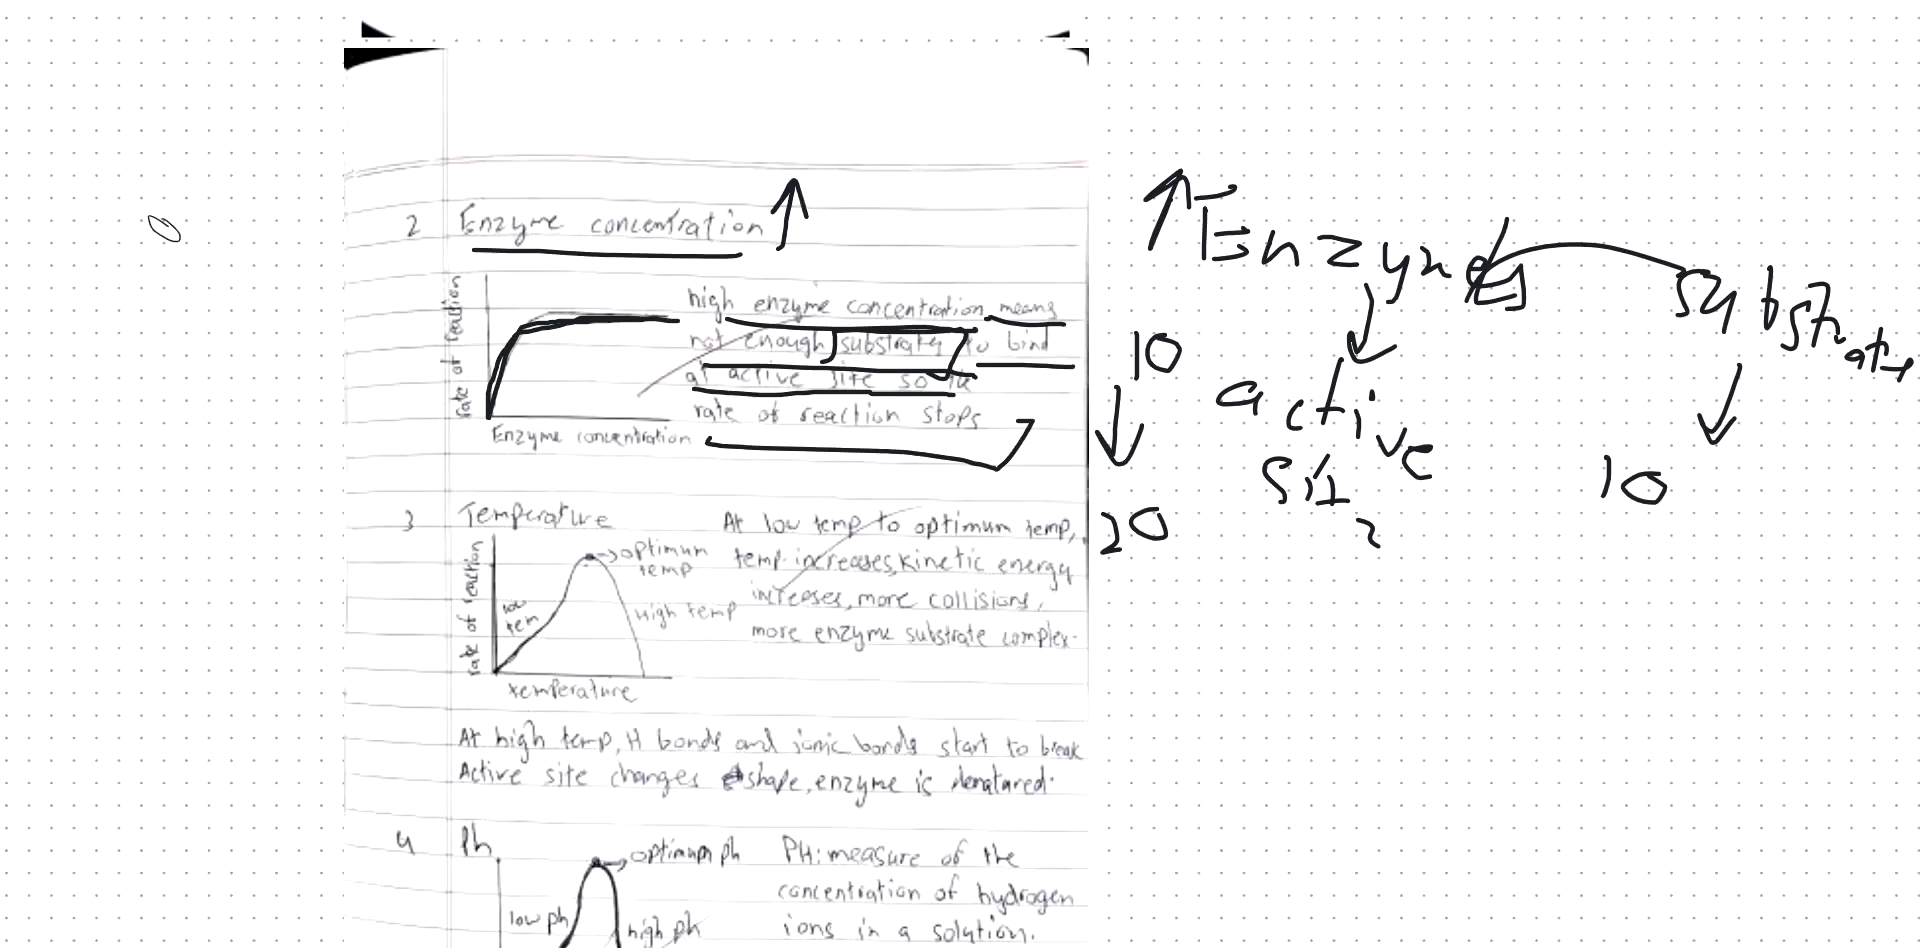 2 Enzyme concentration
rate of reaction
Enzyme concentration
high enzyme concentration means
not enough substrates to bind
at active site so
rate of reaction stops
3 Temperature
rate of reaction
optimum
temp
low
tem
High temp
temperature
At low temp to optimum temp,
temp increases, kinetic energy
increases, more collisions,
more enzyme substrate complex.
At high temp, H bonds and ionic bonds start to break
Active site changes shape, enzyme is denatured.
4 Ph
optimum ph
low ph
high ph
PH: measure of the
concentration of hydrogen
ions in a solution.
Enzyme
substrate
active
site
10
20
10